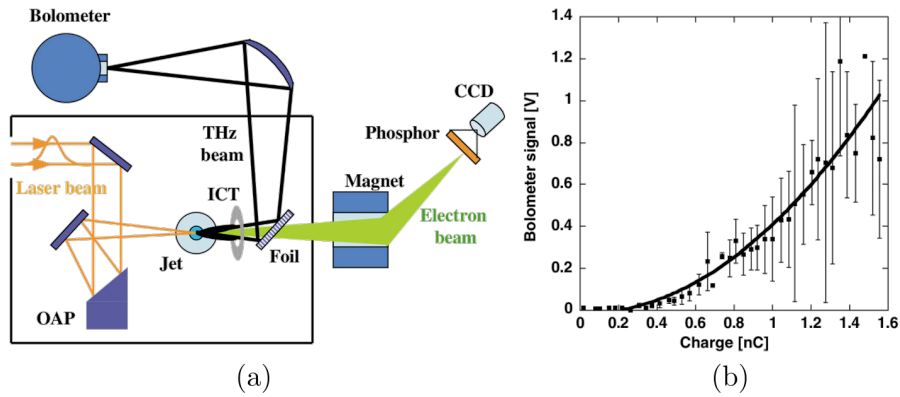 Bolometer
CCD
Phosphor
THz
beam
Magnet
ICT
Laser beam
Electron
beam
Jet
Foil
OAP
(a)
(b)
Bolometer signal [V]
1.4
1.2
1
0.8
0.6
0.4
0.2
0
0 0.2 0.4 0.6 0.8 1 1.2 1.4 1.6
Charge [nC]